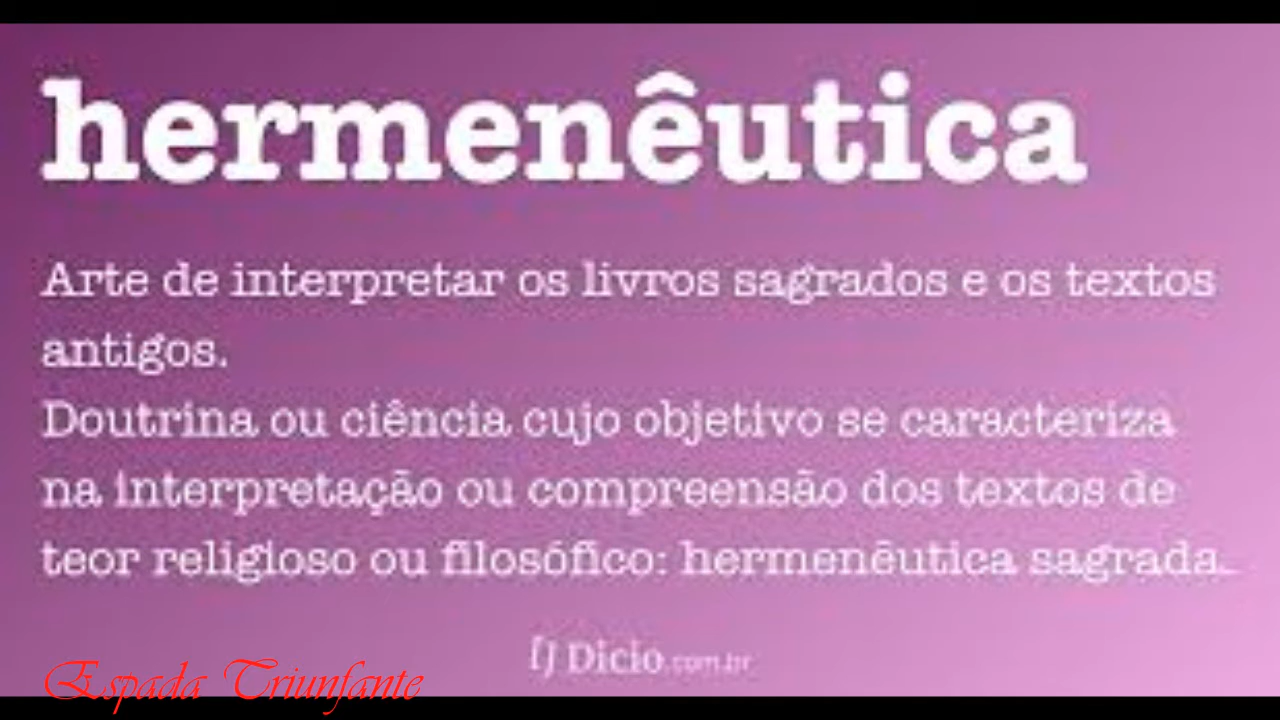 hermenêutica
Arte de interpretar os livros sagrados e os textos
antigos.
Doutrina ou ciência cujo objetivo se caracteriza
na interpretação ou compreensão dos textos de
teor religioso ou filosófico: hermenêutica sagrada.
Dicio.com.br
Espada Triunfante